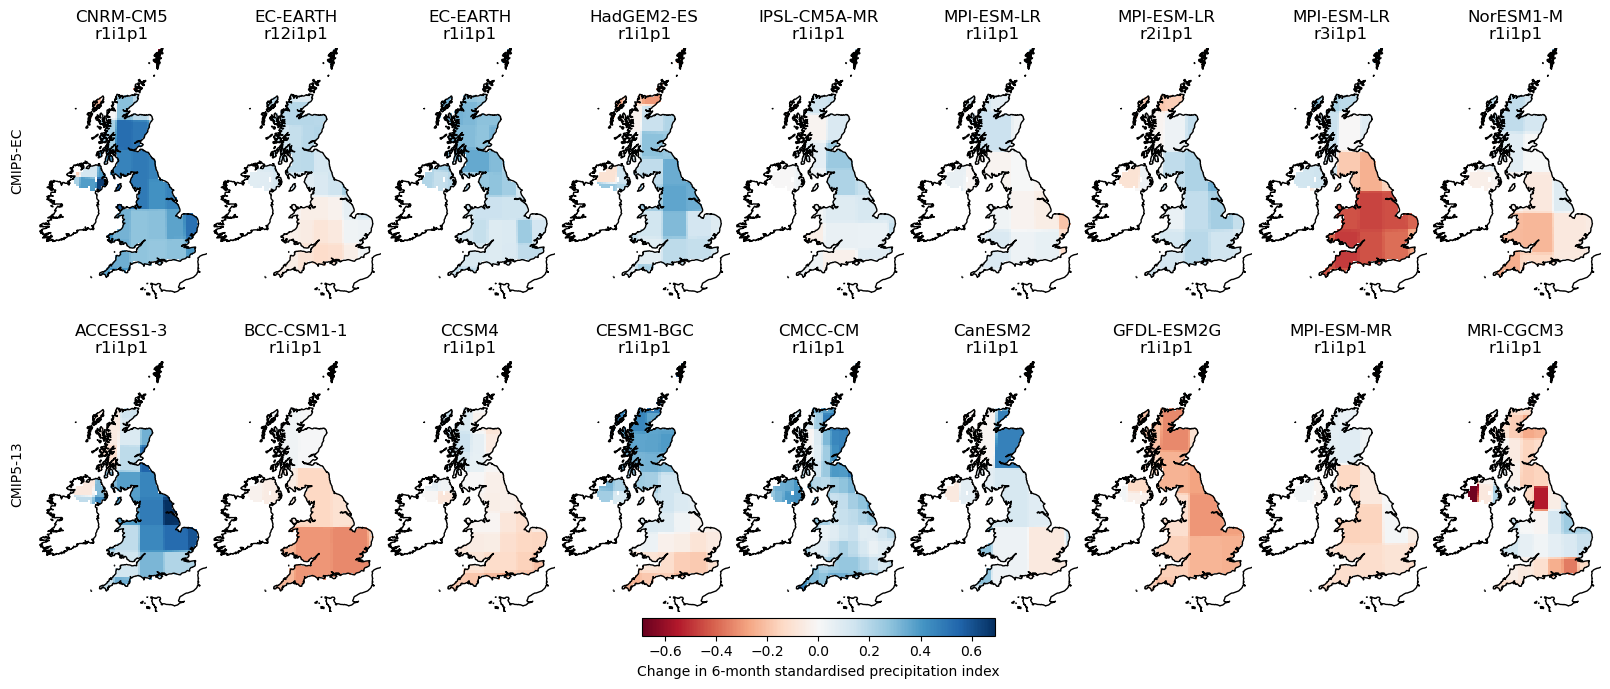 CNRM-CM5 EC-EARTH EC-EARTH HadGEM2-ES IPSL-CM5A-MR MPI-ESM-LR MPI-ESM-LR MPI-ESM-LR NorESM1-M
r1i1p1 r12i1p1 r1i1p1 r1i1p1 r1i1p1 r1i1p1 r2i1p1 r3i1p1 r1i1p1
CMIP5-EC
ACCESS1-3 BCC-CSM1-1 CCSM4 CESM1-BGC CMCC-CM CanESM2 GFDL-ESM2G MPI-ESM-MR MRI-CGCM3
r1i1p1 r1i1p1 r1i1p1 r1i1p1 r1i1p1 r1i1p1 r1i1p1 r1i1p1 r1i1p1
CMIP5-13
−0.6 −0.4 −0.2 0.0 0.2 0.4 0.6
Change in 6-month standardised precipitation index